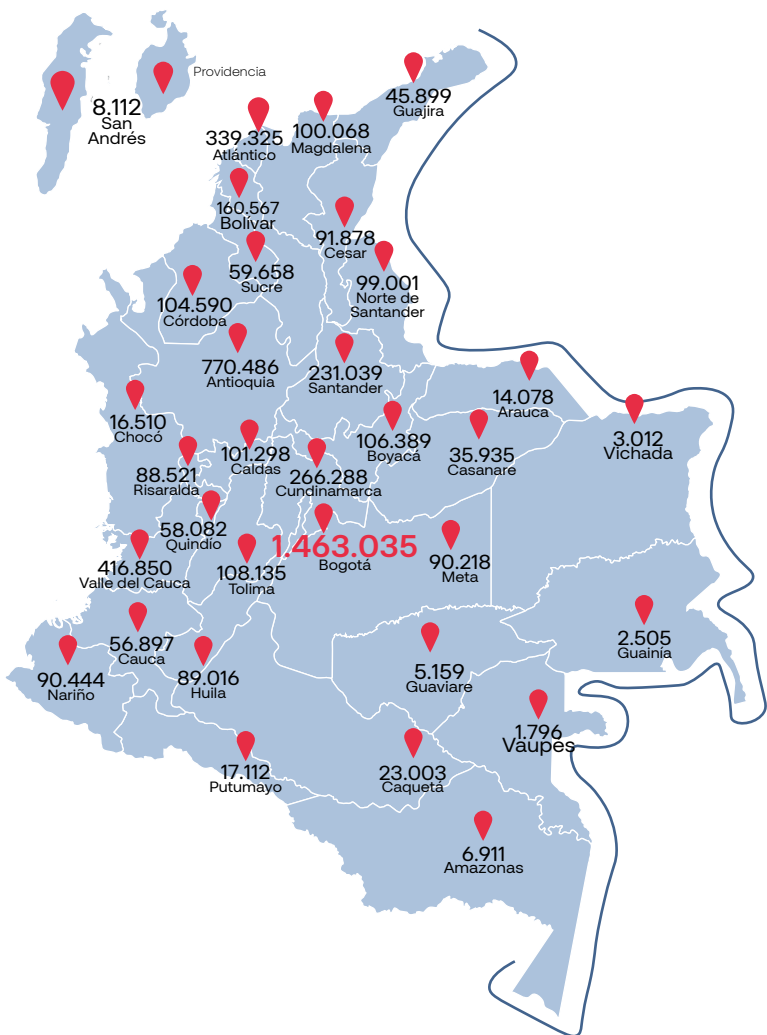 Providencia
8.112
San
Andrés
45.899
Guajira
339.325
Atlántico
100.068
Magdalena
160.567
Bolívar
91.878
Cesar
59.658
Sucre
99.001
Norte de
Santander
104.590
Córdoba
770.486
Antioquia
231.039
Santander
14.078
Arauca
16.510
Chocó
101.298
Caldas
106.389
Boyacá
35.935
Casanare
3.012
Vichada
88.521
Risaralda
266.288
Cundinamarca
58.082
Quindío
1.463.035
Bogotá
416.850
Valle del Cauca
108.135
Tolima
90.218
Meta
56.897
Cauca
2.505
Guainía
90.444
Nariño
89.016
Huila
5.159
Guaviare
1.796
Vaupés
17.112
Putumayo
23.003
Caquetá
6.911
Amazonas